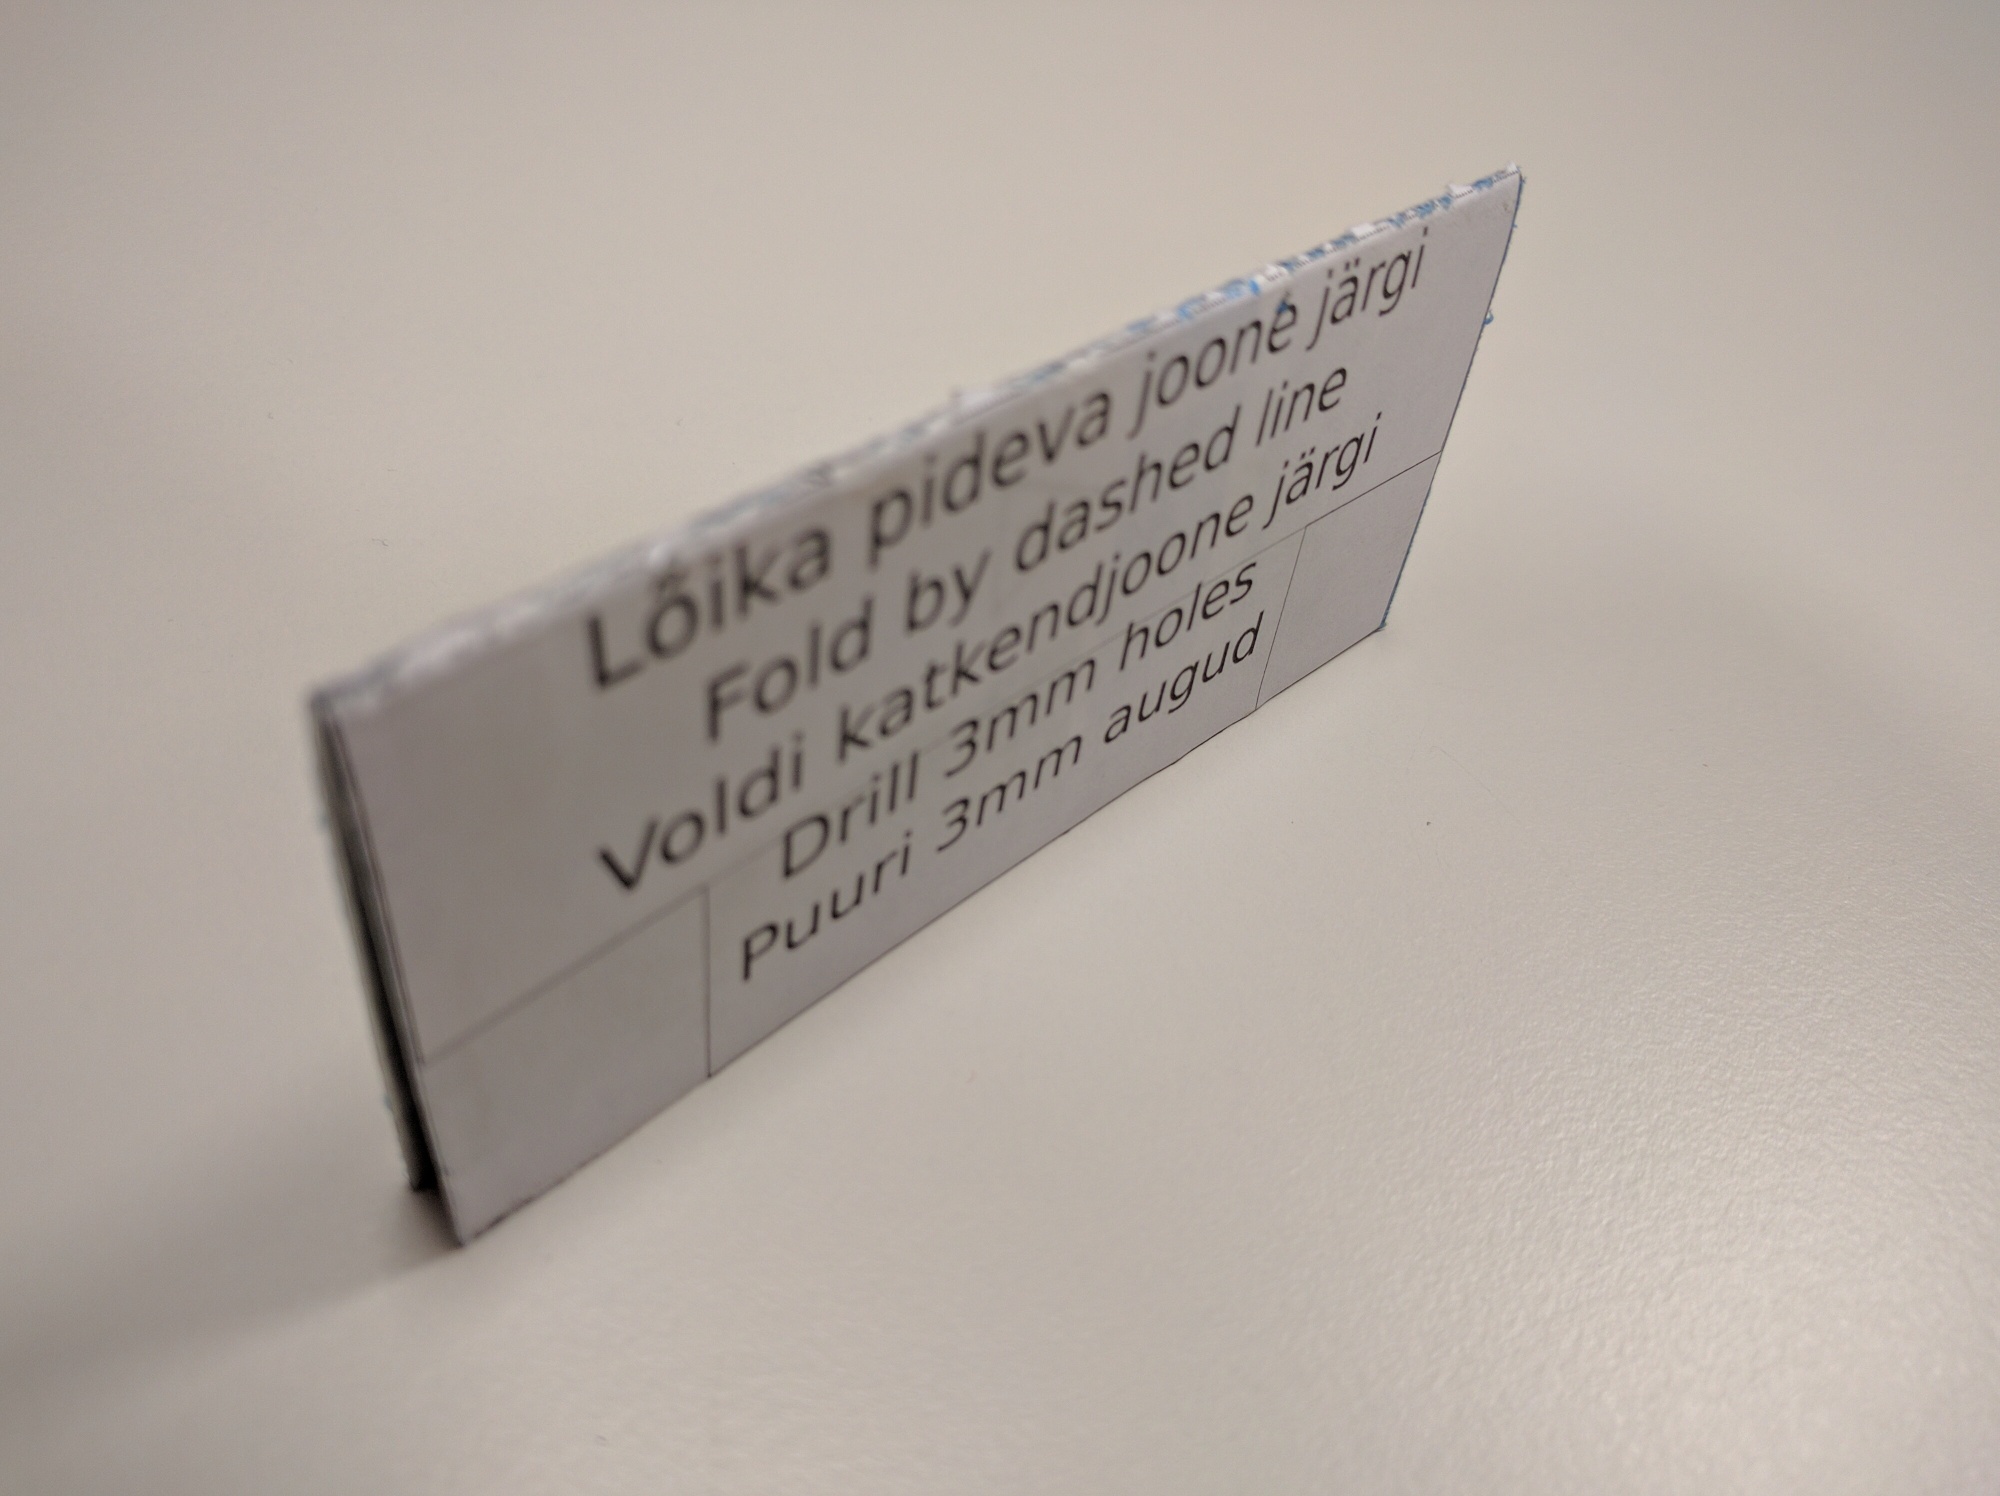 Lõika pideva joone järgi
Fold by dashed line
Voldi katkendjoone järgi
Drill 3mm holes
Puuri 3mm augud